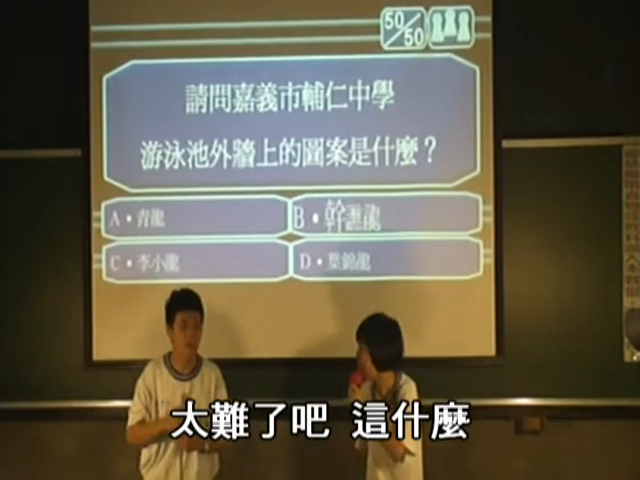 50/50
請問嘉義市輔仁中學
游泳池外牆上的圖案是什麼？
A・青龍
B・幹譙龍
C・李小龍
D・葉錦龍
太難了吧 這什麼